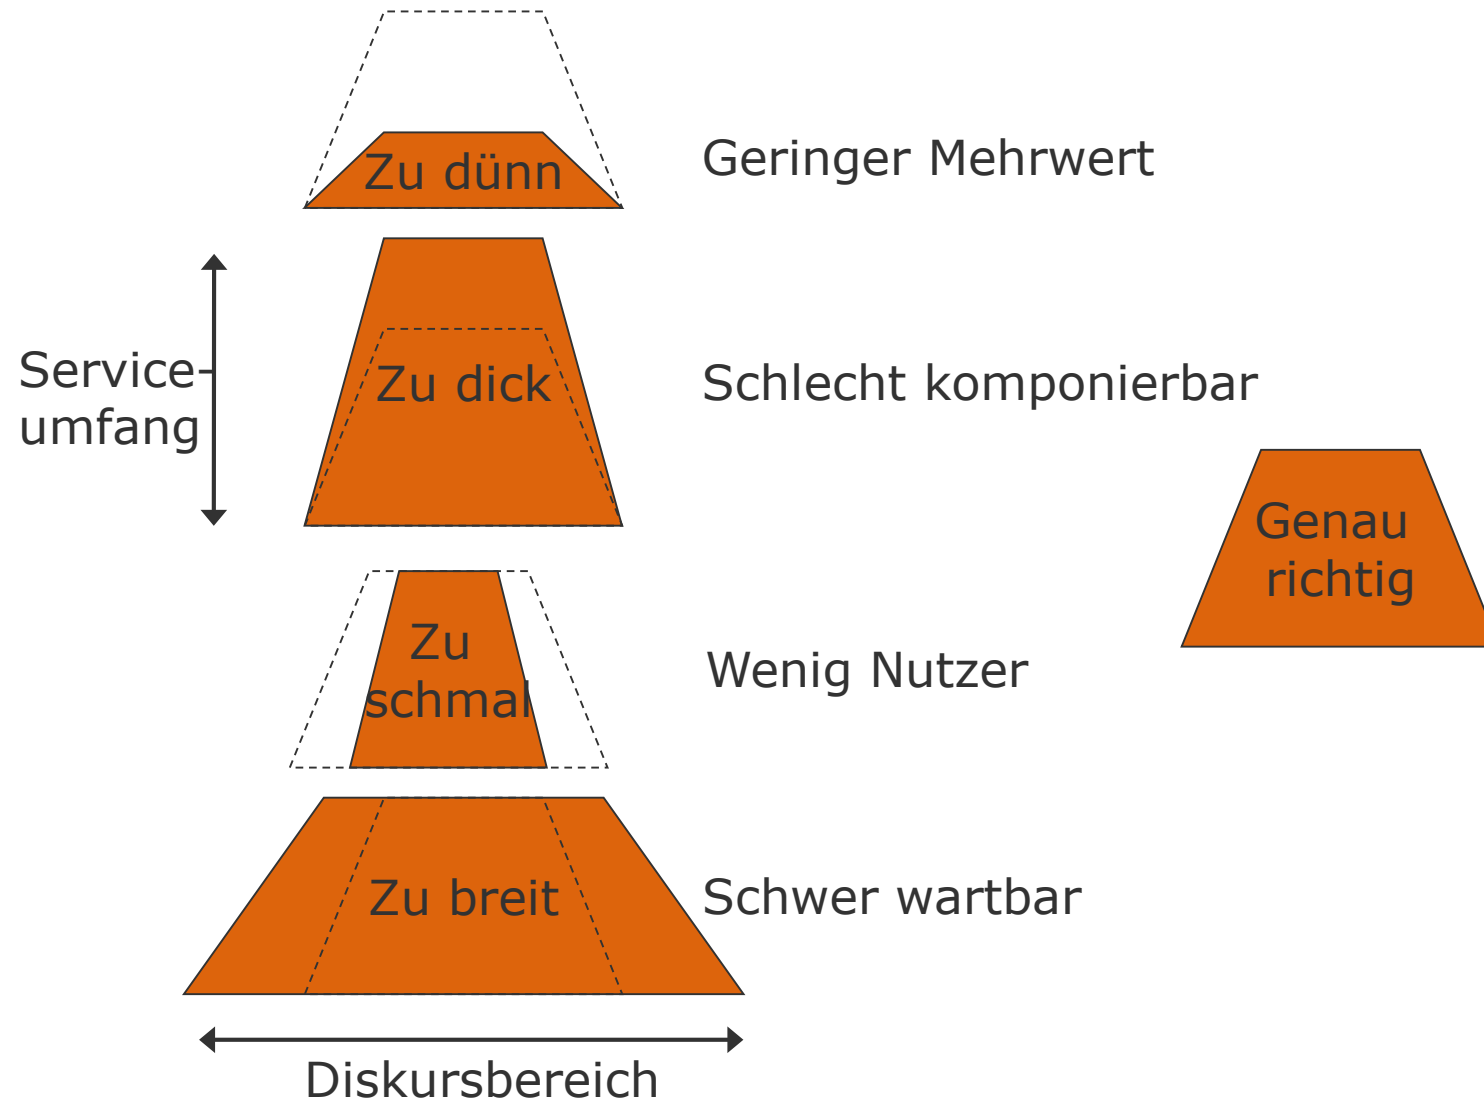 Zu dünn
Geringer Mehrwert
Service-
umfang
Zu dick
Schlecht komponierbar
Genau
richtig
Zu
schmal
Wenig Nutzer
Zu breit
Schwer wartbar
Diskursbereich